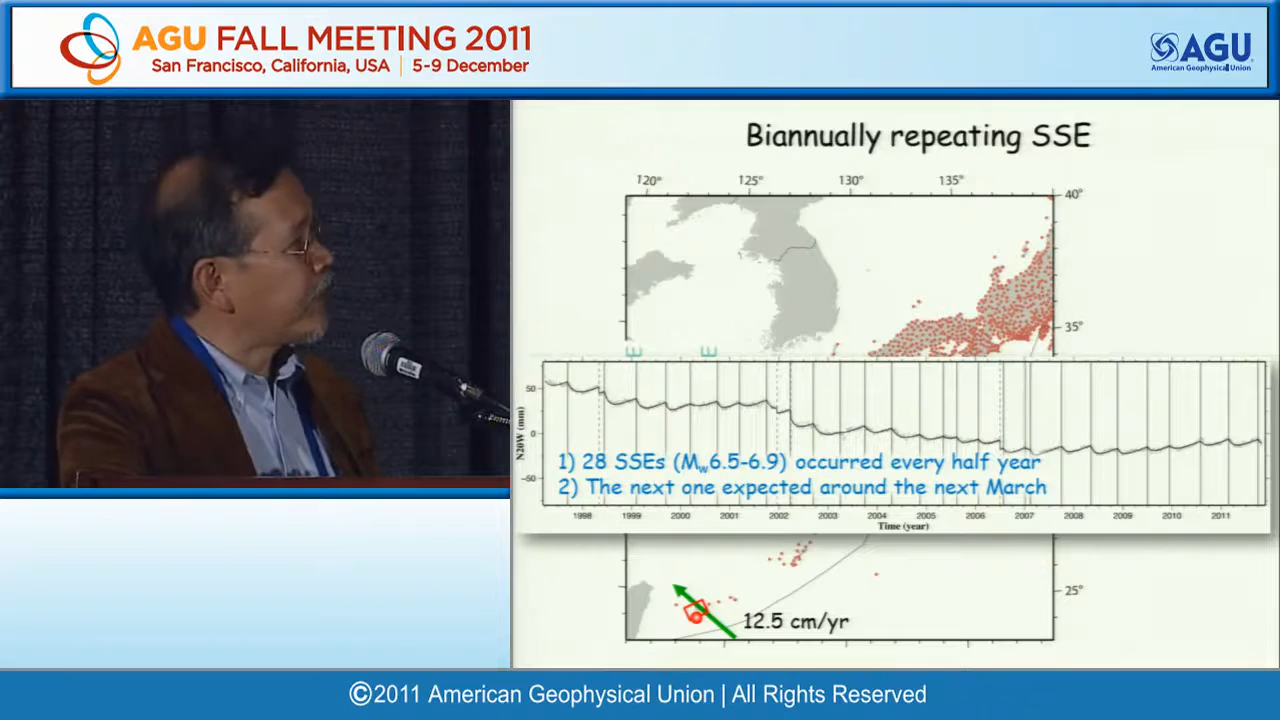 AGU FALL MEETING 2011
San Francisco, California, USA | 5-9 December
AGU
American Geophysical Union
Biannually repeating SSE
120° 125° 130° 135°
40°
35°
E E
50
0
-50
N20W (mm)
1) 28 SSEs (Mw6.5-6.9) occurred every half year
2) The next one expected around the next March
1998 1999 2000 2001 2002 2003 2004 2005 2006 2007 2008 2009 2010 2011
Time (year)
25°
12.5 cm/yr
©2011 American Geophysical Union | All Rights Reserved